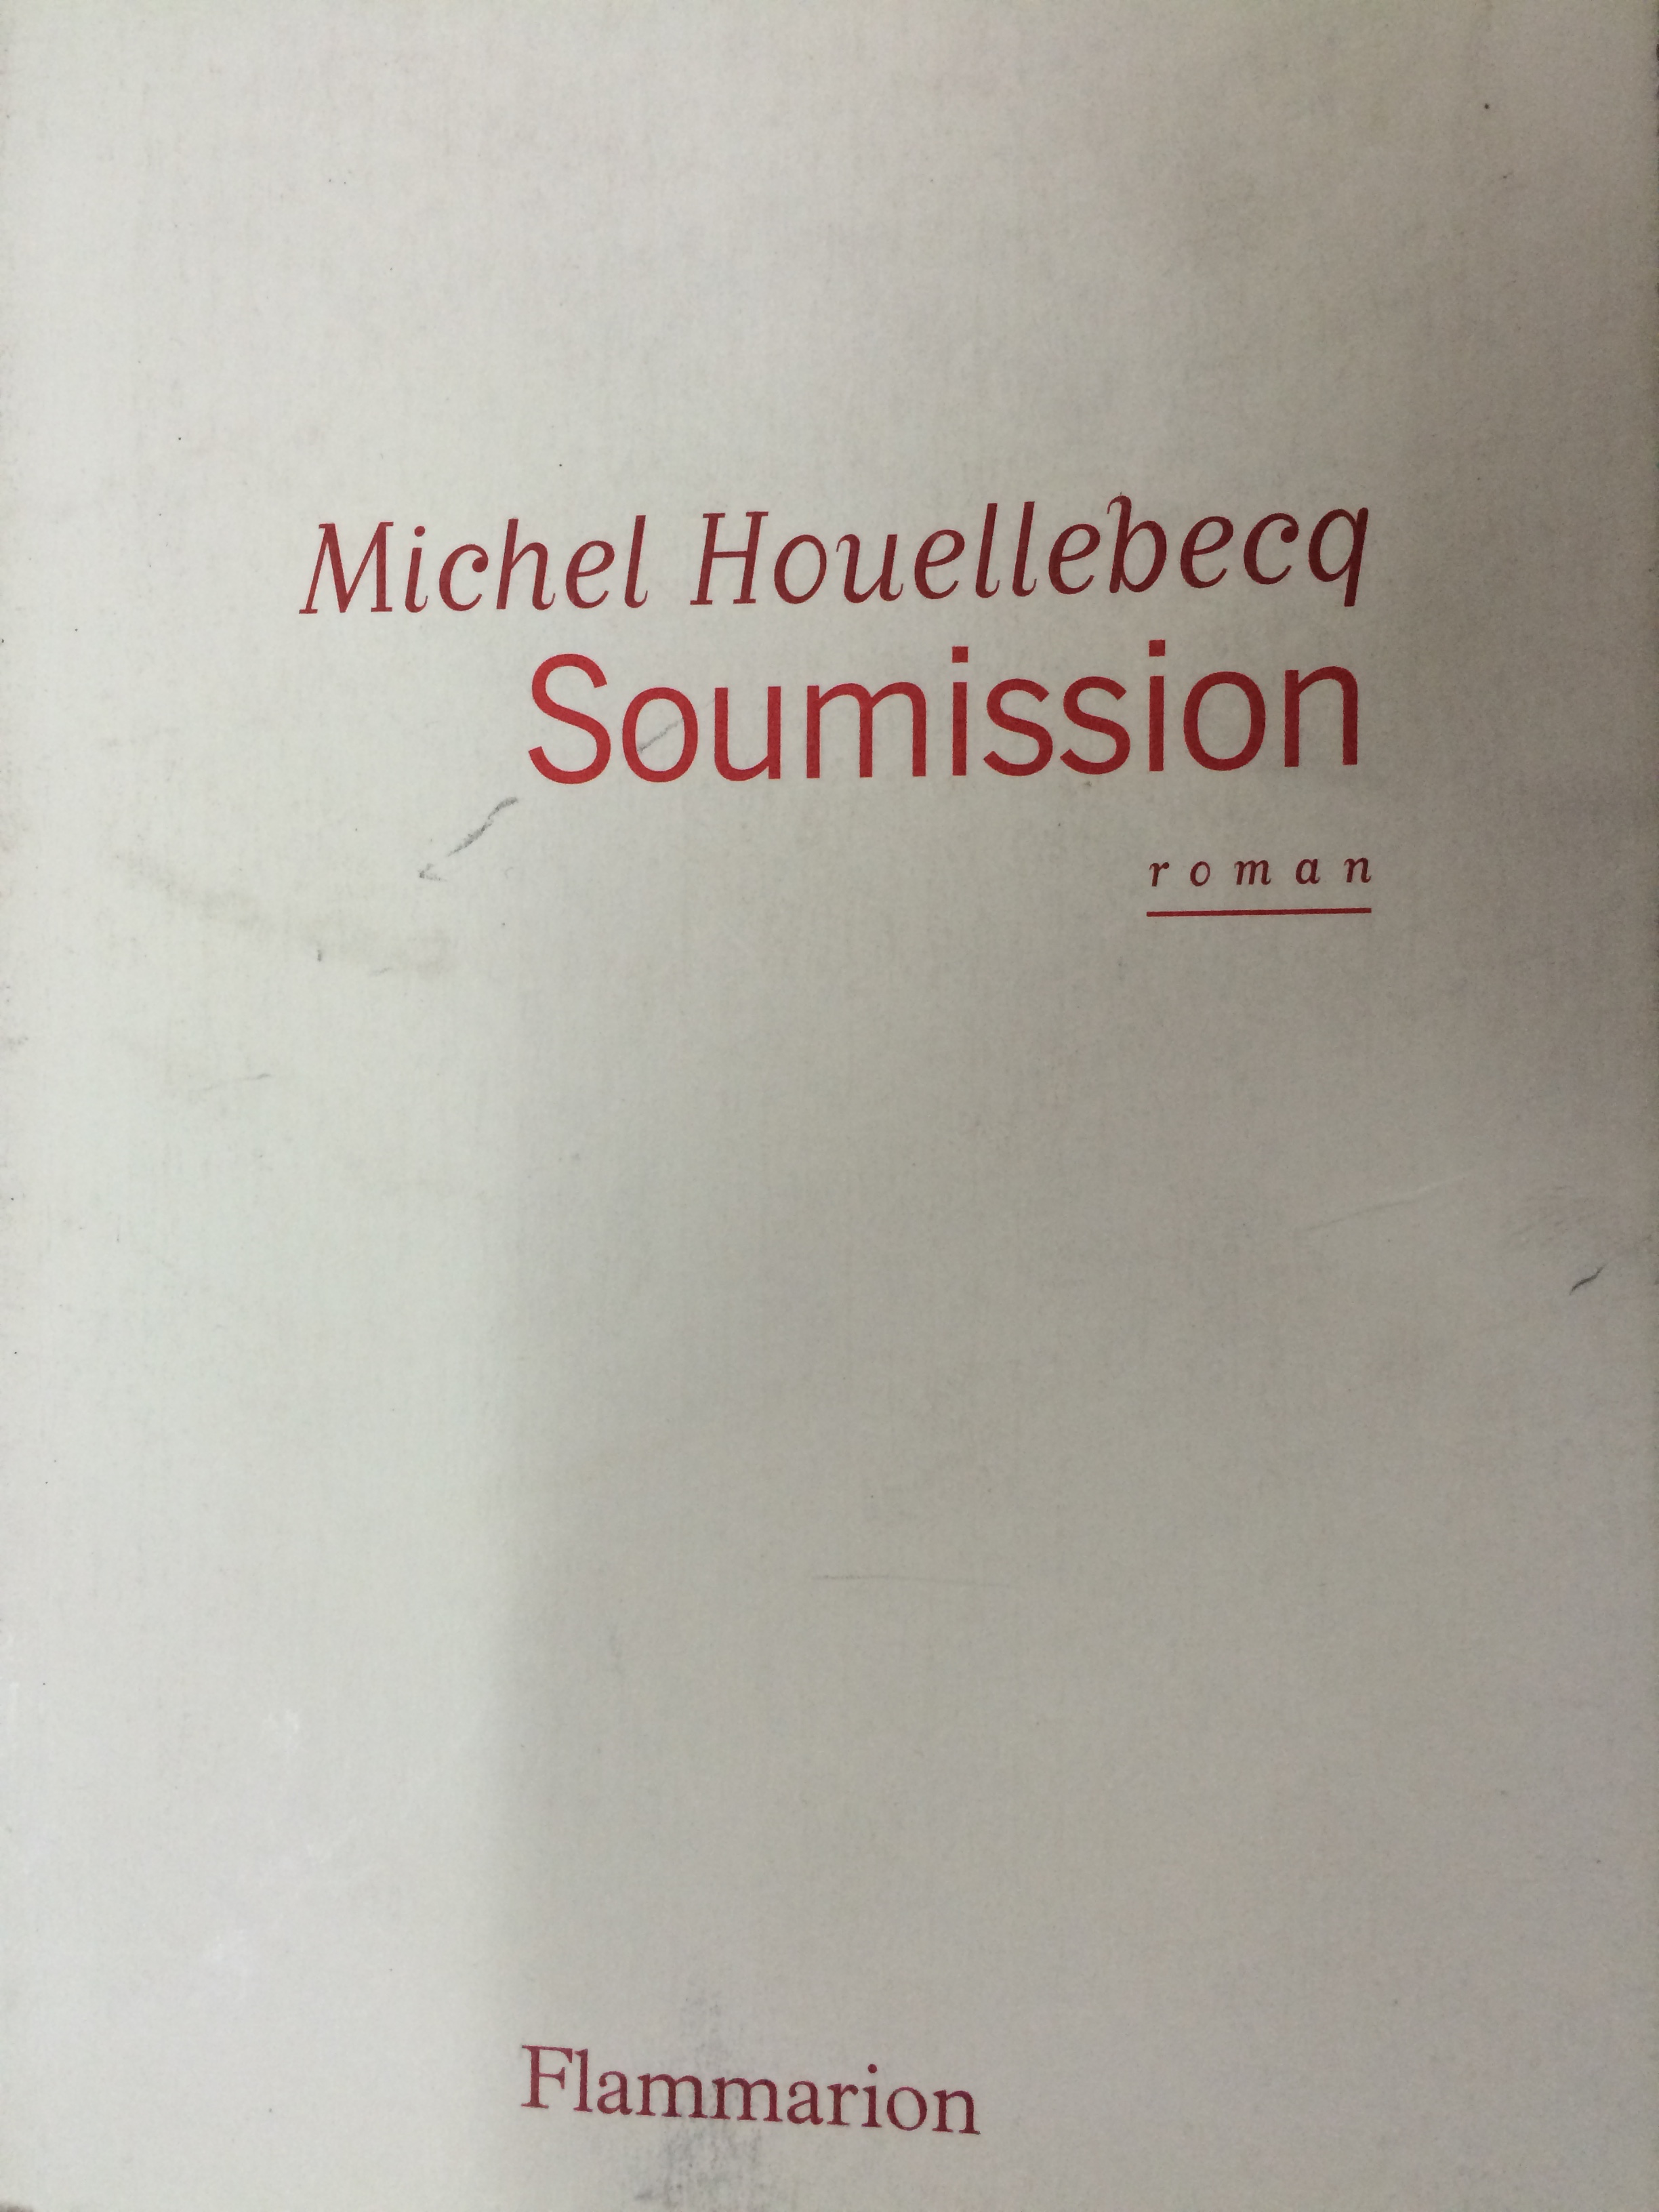 Michel Houellebecq
Soumission
roman
Flammarion